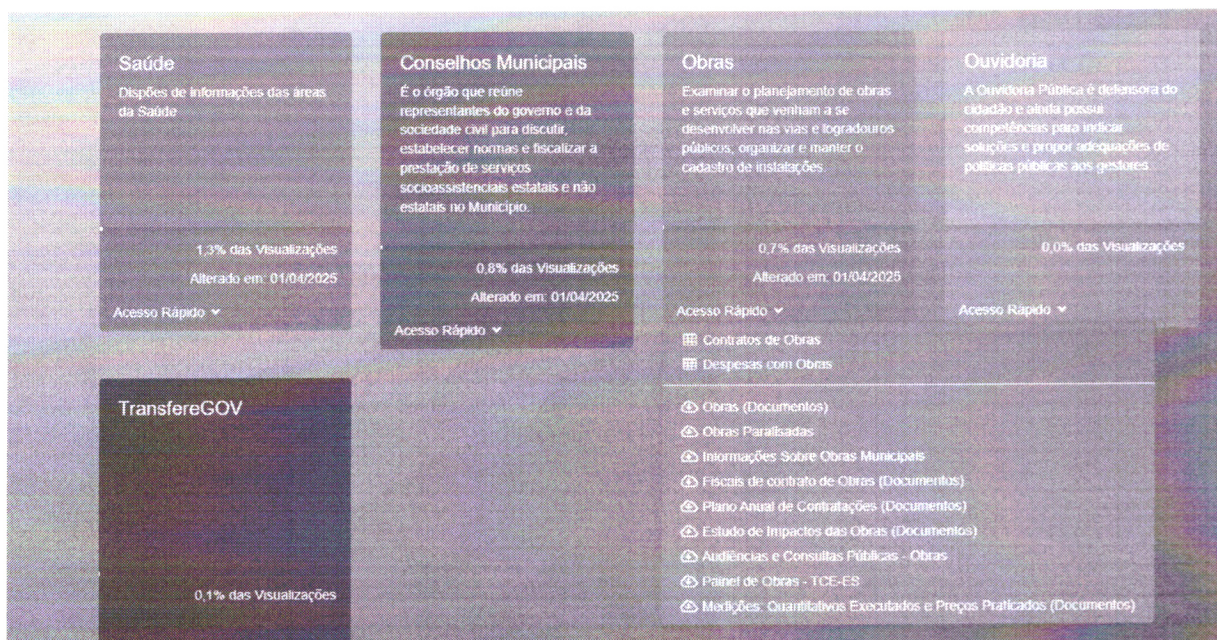 Saúde
Dispões de informações das áreas
da Saúde
1,3% das Visualizações
Alterado em: 01/04/2025
Acesso Rápido
Conselhos Municipais
É o órgão que reúne
representantes do governo e da
sociedade civil para discutir,
estabelecer normas e fiscalizar a
prestação de serviços
socioassistenciais estatais e não
estatais no Município.
0,8% das Visualizações
Alterado em: 01/04/2025
Acesso Rápido
Obras
Examinar o planejamento de obras
e serviços que venham a se
desenvolver nas vias e logradouros
públicos, organizar e manter o
cadastro de instalações
0,7% das Visualizações
Alterado em: 01/04/2025
Acesso Rápido
Contratos de Obras
Despesas com Obras
Obras (Documentos)
Obras Paralisadas
Informações Sobre Obras Municipais
Fiscais de contrato de Obras (Documentos)
Plano Anual de Contratações (Documentos)
Estudo de Impactos das Obras (Documentos)
Audiências e Consultas Públicas - Obras
Painel de Obras - TCE-ES
Medições: Quantitativos Executados e Preços Praticados (Documentos)
Ouvidoria
A Ouvidoria Pública é defensora do
cidadão e ainda possui
competências para indicar
soluções e propor adequações de
políticas públicas aos gestores
0,0% das Visualizações
Acesso Rápido
TransfereGOV
0,1% das Visualizações